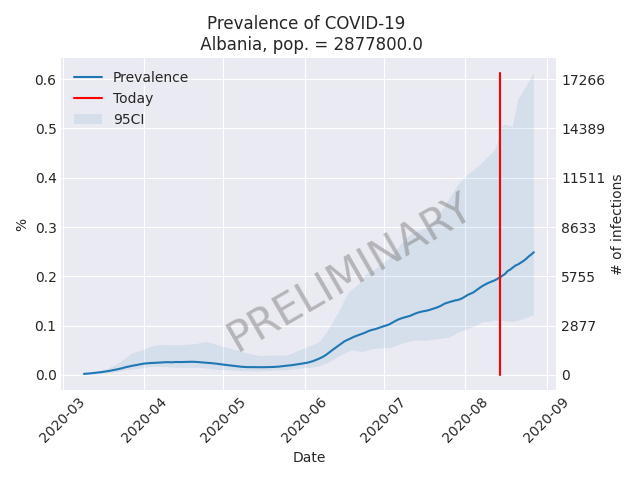 Prevalence of COVID-19
Albania, pop. = 2877800.0
Prevalence
Today
95CI
0.6
0.5
0.4
0.3
0.2
0.1
0.0
%
17266
14389
11511
8633
5755
2877
0
# of infections
PRELIMINARY
2020-03
2020-04
2020-05
2020-06
2020-07
2020-08
2020-09
Date